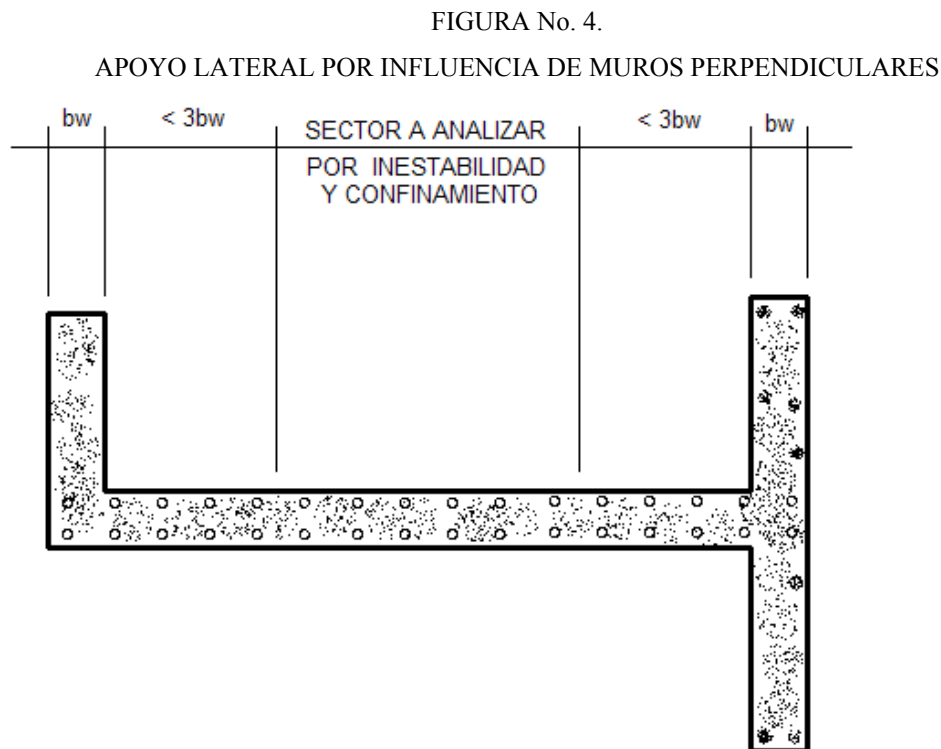 FIGURA No. 4.
APOYO LATERAL POR INFLUENCIA DE MUROS PERPENDICULARES
bw
< 3bw
SECTOR A ANALIZAR
POR INESTABILIDAD
Y CONFINAMIENTO
< 3bw
bw